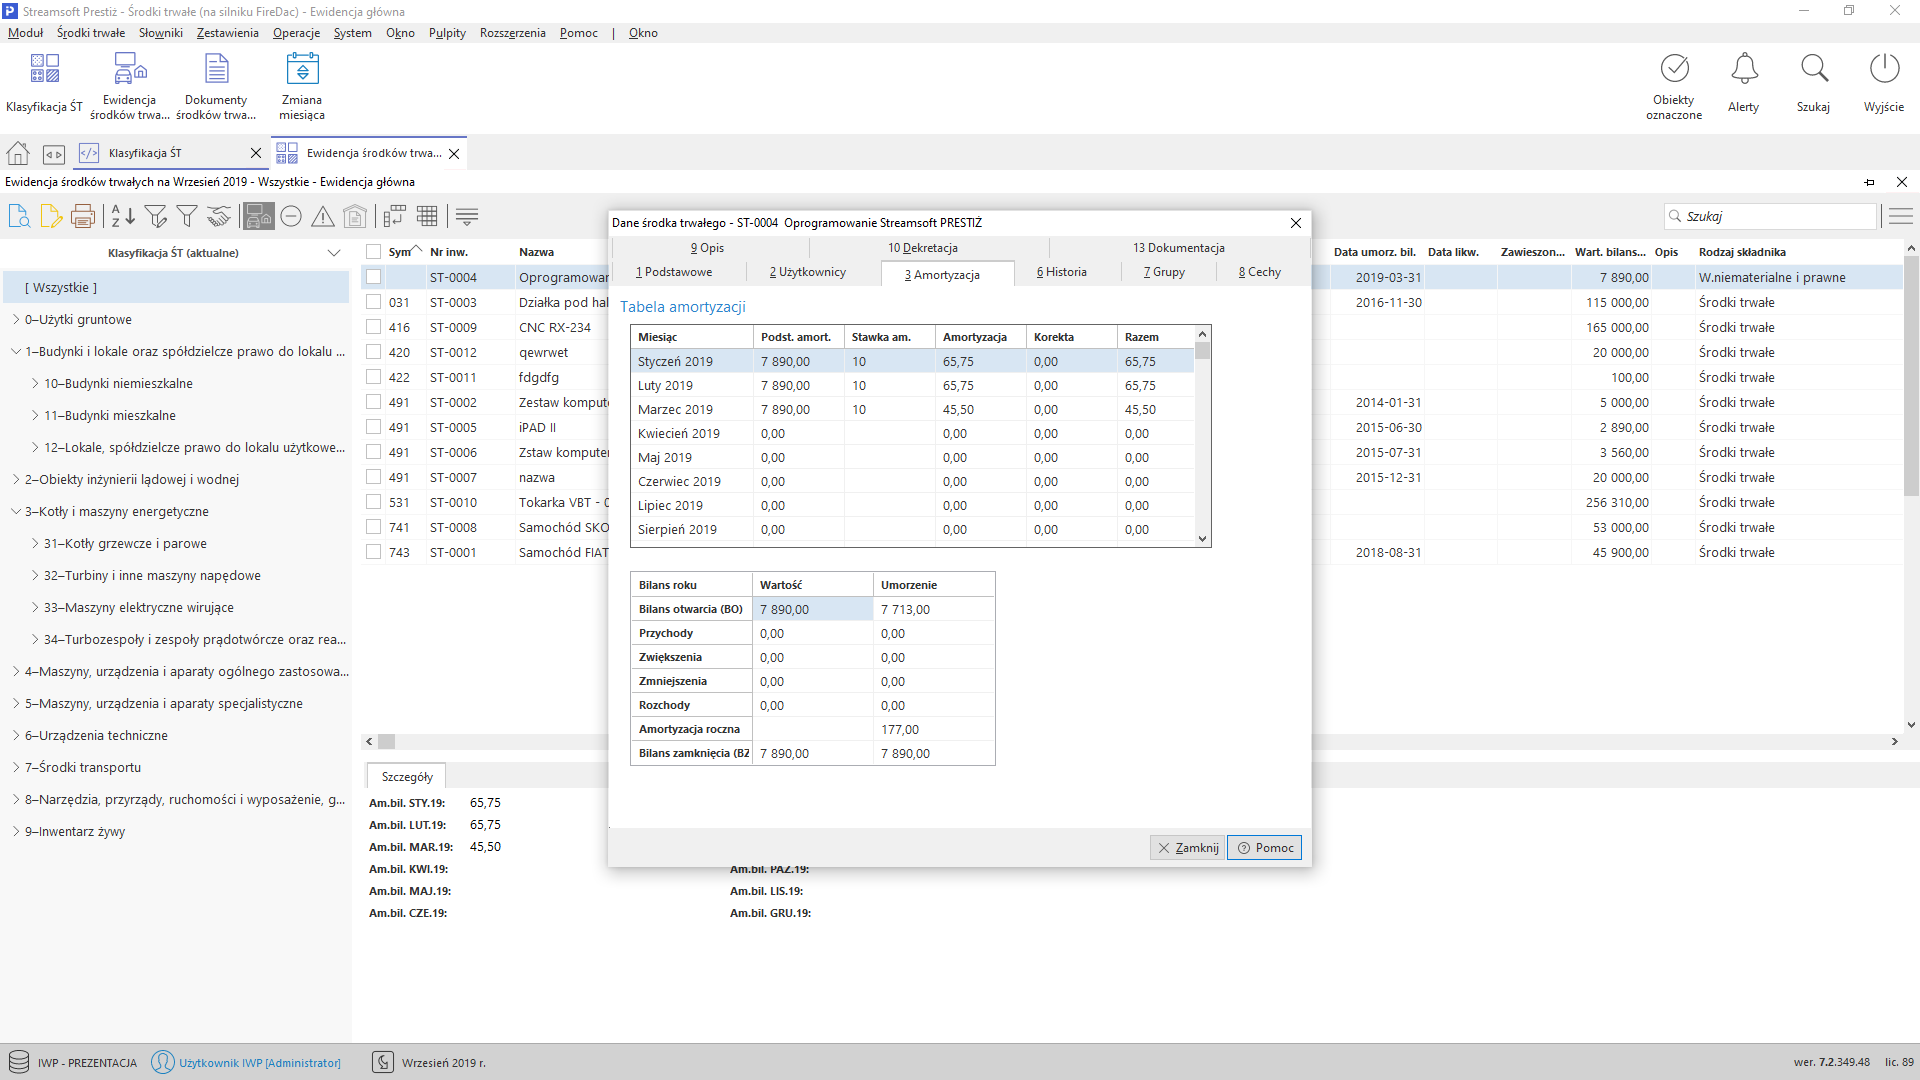 Streamsoft Prestiż - Środki trwałe (na silniku FireDac) - Ewidencja główna
Moduł Środki trwałe Słowniki Zestawienia Operacje System Okno Pulpity Rozszerzenia Pomoc | Okno
Klasyfikacja ŚT
Ewidencja środków trwa...
Dokumenty środków trwa...
Zmiana miesiąca
Obiekty oznaczone
Alerty
Szukaj
Wyjście
Klasyfikacja ŚT
Ewidencja środków trwa...
Ewidencja środków trwałych na Wrzesień 2019 - Wszystkie - Ewidencja główna
Szukaj
Klasyfikacja ŚT (aktualne)
[ Wszystkie ]
0–Użytki gruntowe
1–Budynki i lokale oraz spółdzielcze prawo do lokalu ...
10–Budynki niemieszkalne
11–Budynki mieszkalne
12–Lokale, spółdzielcze prawo do lokalu użytkowe...
2–Obiekty inżynierii lądowej i wodnej
3–Kotły i maszyny energetyczne
31–Kotły grzewcze i parowe
32–Turbiny i inne maszyny napędowe
33–Maszyny elektryczne wirujące
34–Turbozespoły i zespoły prądotwórcze oraz rea...
4–Maszyny, urządzenia i aparaty ogólnego zastosowa...
5–Maszyny, urządzenia i aparaty specjalistyczne
6–Urządzenia techniczne
7–Środki transportu
8–Narzędzia, przyrządy, ruchomości i wyposażenie, g...
9–Inwentarz żywy
Sym Nr inw. Nazwa Data umorz. bil. Data likw. Zawieszon... Wart. bilans... Opis Rodzaj składnika
ST-0004 Oprogramowan 2019-03-31 7 890,00 W.niematerialne i prawne
031 ST-0003 Działka pod hal 2016-11-30 115 000,00 Środki trwałe
416 ST-0009 CNC RX-234 165 000,00 Środki trwałe
420 ST-0012 qewrwet 20 000,00 Środki trwałe
422 ST-0011 fdgdfg 100,00 Środki trwałe
491 ST-0002 Zestaw kompute 2014-01-31 5 000,00 Środki trwałe
491 ST-0005 iPAD II 2015-06-30 2 890,00 Środki trwałe
491 ST-0006 Zstaw komputer 2015-07-31 3 560,00 Środki trwałe
491 ST-0007 nazwa 2015-12-31 20 000,00 Środki trwałe
531 ST-0010 Tokarka VBT - 0 256 310,00 Środki trwałe
741 ST-0008 Samochód SKO 53 000,00 Środki trwałe
743 ST-0001 Samochód FIAT 2018-08-31 45 900,00 Środki trwałe
Dane środka trwałego - ST-0004 Oprogramowanie Streamsoft PRESTIŻ
9 Opis 10 Dekretacja 13 Dokumentacja
1 Podstawowe 2 Użytkownicy 3 Amortyzacja 6 Historia 7 Grupy 8 Cechy
Tabela amortyzacji
Miesiąc Podst. amort. Stawka am. Amortyzacja Korekta Razem
Styczeń 2019 7 890,00 10 65,75 0,00 65,75
Luty 2019 7 890,00 10 65,75 0,00 65,75
Marzec 2019 7 890,00 10 45,50 0,00 45,50
Kwiecień 2019 0,00 0,00 0,00 0,00
Maj 2019 0,00 0,00 0,00 0,00
Czerwiec 2019 0,00 0,00 0,00 0,00
Lipiec 2019 0,00 0,00 0,00 0,00
Sierpień 2019 0,00 0,00 0,00 0,00
Bilans roku Wartość Umorzenie
Bilans otwarcia (BO) 7 890,00 7 713,00
Przychody 0,00 0,00
Zwiększenia 0,00 0,00
Zmniejszenia 0,00 0,00
Rozchody 0,00 0,00
Amortyzacja roczna 177,00
Bilans zamknięcia (BZ 7 890,00 7 890,00
Zamknij Pomoc
Szczegóły
Am.bil. STY.19: 65,75
Am.bil. LUT.19: 65,75
Am.bil. MAR.19: 45,50
Am.bil. KWI.19: Am.bil. PAŹ.19:
Am.bil. MAJ.19: Am.bil. LIS.19:
Am.bil. CZE.19: Am.bil. GRU.19:
IWP - PREZENTACJA Użytkownik IWP [Administrator] Wrzesień 2019 r. wer. 7.2.349.48 lic. 89